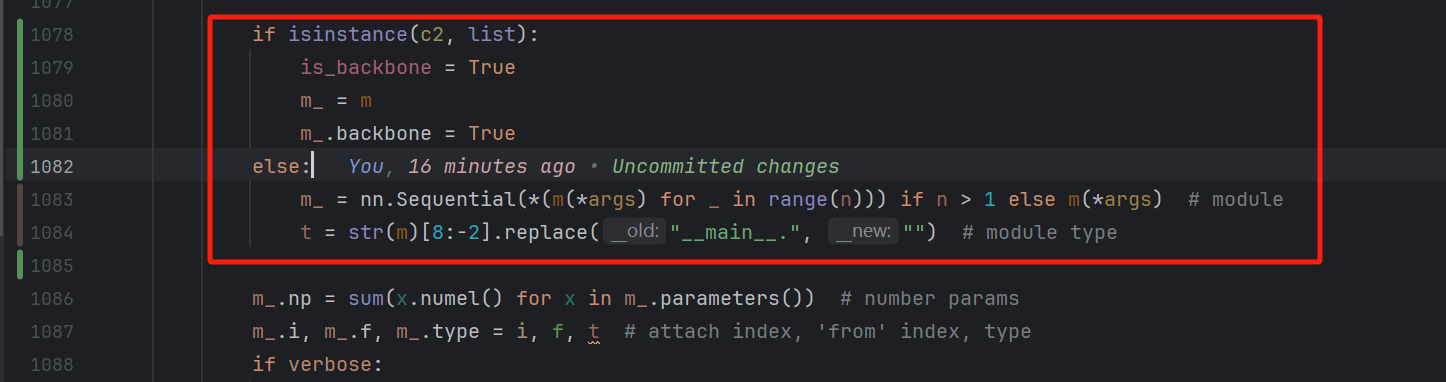 1077
1078 if isinstance(c2, list):
1079 is_backbone = True
1080 m_ = m
1081 m_.backbone = True
1082 else: You, 16 minutes ago • Uncommitted changes
1083 m_ = nn.Sequential(*(m(*args) for _ in range(n))) if n > 1 else m(*args)  # module
1084 t = str(m)[8:-2].replace(__old: "__main__.", __new: "")  # module type
1085
1086 m_.np = sum(x.numel() for x in m_.parameters())  # number params
1087 m_.i, m_.f, m_.type = i, f, t  # attach index, 'from' index, type
1088 if verbose: